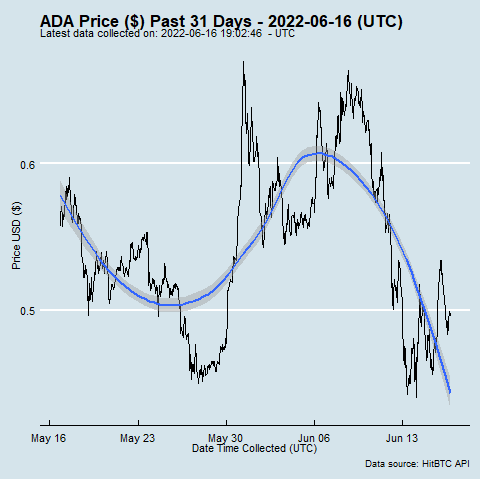 ADA Price ($) Past 31 Days - 2022-06-16 (UTC)
Latest data collected on: 2022-06-16 19:02:46 - UTC
Price USD ($)
0.6
0.5
May 16 May 23 May 30 Jun 06 Jun 13
Date Time Collected (UTC)
Data source: HitBTC API